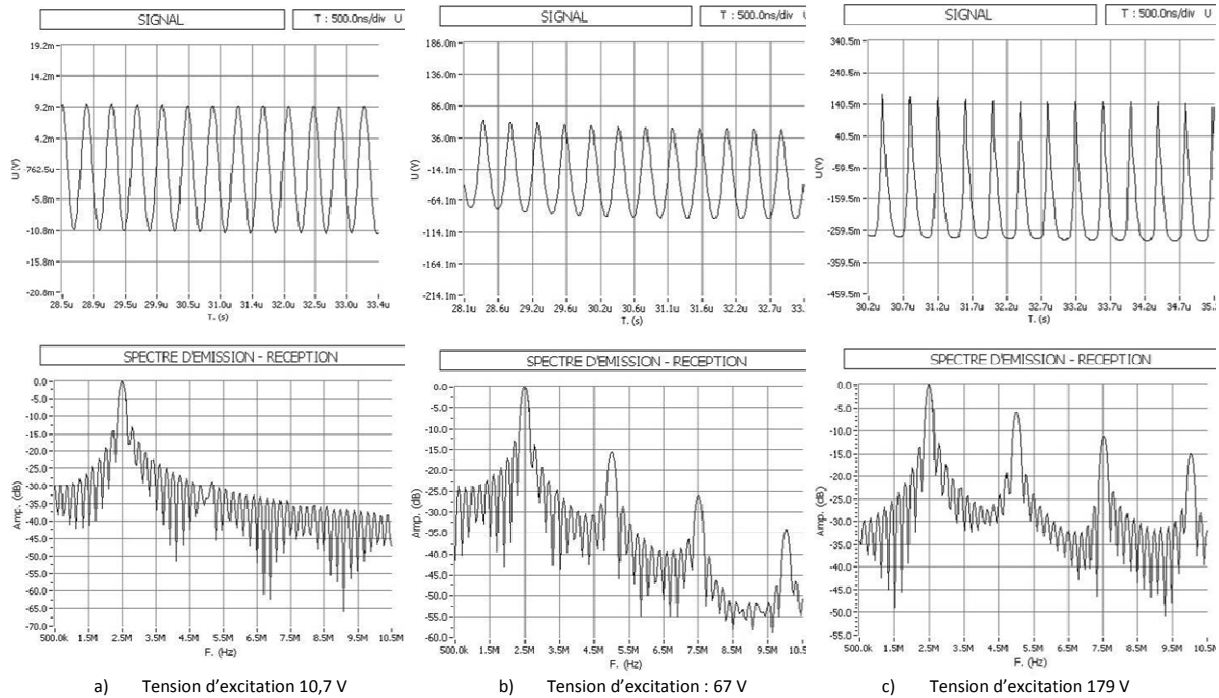 SIGNAL
T : 500.0ns/div U
19.2m
14.2m
9.2m
4.2m
762.5u
-5.8m
-10.8m
-15.8m
-20.8m
U (V)
28.5u 28.9u 29.5u 29.9u 30.5u 31.0u 31.4u 32.0u 32.5u 33.0u 33.4u
T. (s)
SIGNAL
T : 500.0ns/div U
186.0m
136.0m
86.0m
36.0m
-14.1m
-64.1m
-114.1m
-164.1m
-214.1m
U (V)
28.1u 28.6u 29.2u 29.6u 30.2u 30.6u 31.1u 31.6u 32.2u 32.7u 33.
T. (s)
SIGNAL
T : 500.0ns/div U
340.5m
240.5m
140.5m
40.5m
-59.5m
-159.5m
-259.5m
-359.5m
-459.5m
U (V)
30.2u 30.7u 31.2u 31.7u 32.2u 32.7u 33.2u 33.7u 34.2u 34.7u 35.
T. (s)
SPECTRE D'EMISSION - RECEPTION
0.0
-5.0
-10.0
-15.0
-20.0
-25.0
-30.0
-35.0
-40.0
-45.0
-50.0
-55.0
-60.0
-65.0
-70.0
Amp. (dB)
500.0k 1.5M 2.5M 3.5M 4.5M 5.5M 6.5M 7.5M 8.5M 9.5M 10.5M
F. (Hz)
SPECTRE D'EMISSION - RECEPTION
0.0
-5.0
-10.0
-15.0
-20.0
-25.0
-30.0
-35.0
-40.0
-45.0
-50.0
-55.0
-60.0
Amp. (dB)
500.0k 1.5M 2.5M 3.5M 4.5M 5.5M 6.5M 7.5M 8.5M 9.5M 10.5
F. (Hz)
SPECTRE D'EMISSION - RECEPTION
0.0
-5.0
-10.0
-15.0
-20.0
-25.0
-30.0
-35.0
-40.0
-45.0
-50.0
-55.0
Amp. (dB)
500.0k 1.5M 2.5M 3.5M 4.5M 5.5M 6.5M 7.5M 8.5M 9.5M 10.5M
F. (Hz)
a) Tension d'excitation 10,7 V
b) Tension d'excitation : 67 V
c) Tension d'excitation 179 V